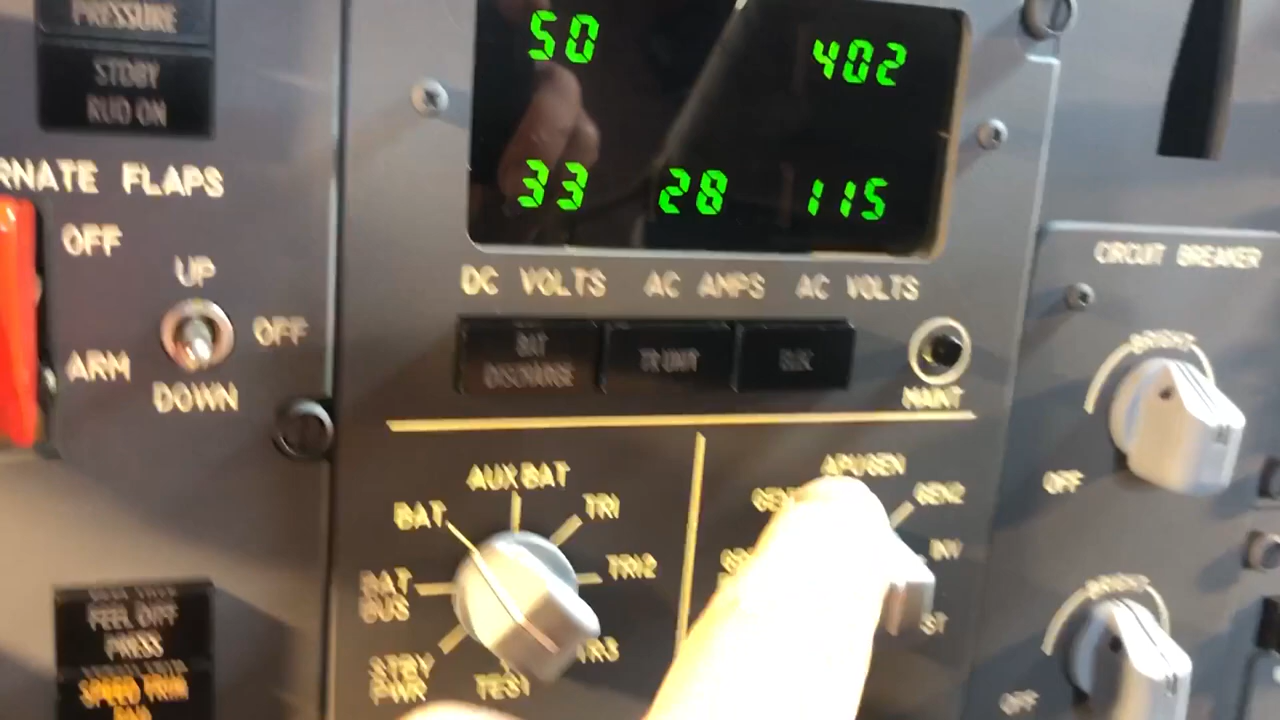 PRESSURE
STDBY
RUD ON
RNATE FLAPS
OFF
UP
OFF
ARM
DOWN
50
402
33
28
115
DC VOLTS
AC AMPS
AC VOLTS
BAT
DISCHARGE
TR UNIT
ELEC
MAINT
CIRCUIT BREAKER
BRIGHT
OFF
AUX BAT
BAT
TR1
TR2
BAT
BUS
STBY
PWR
TEST
TR3
APU GEN
GEN2
INV
BRIGHT
OFF
FEEL DIFF
PRESS
SPEED TRIM